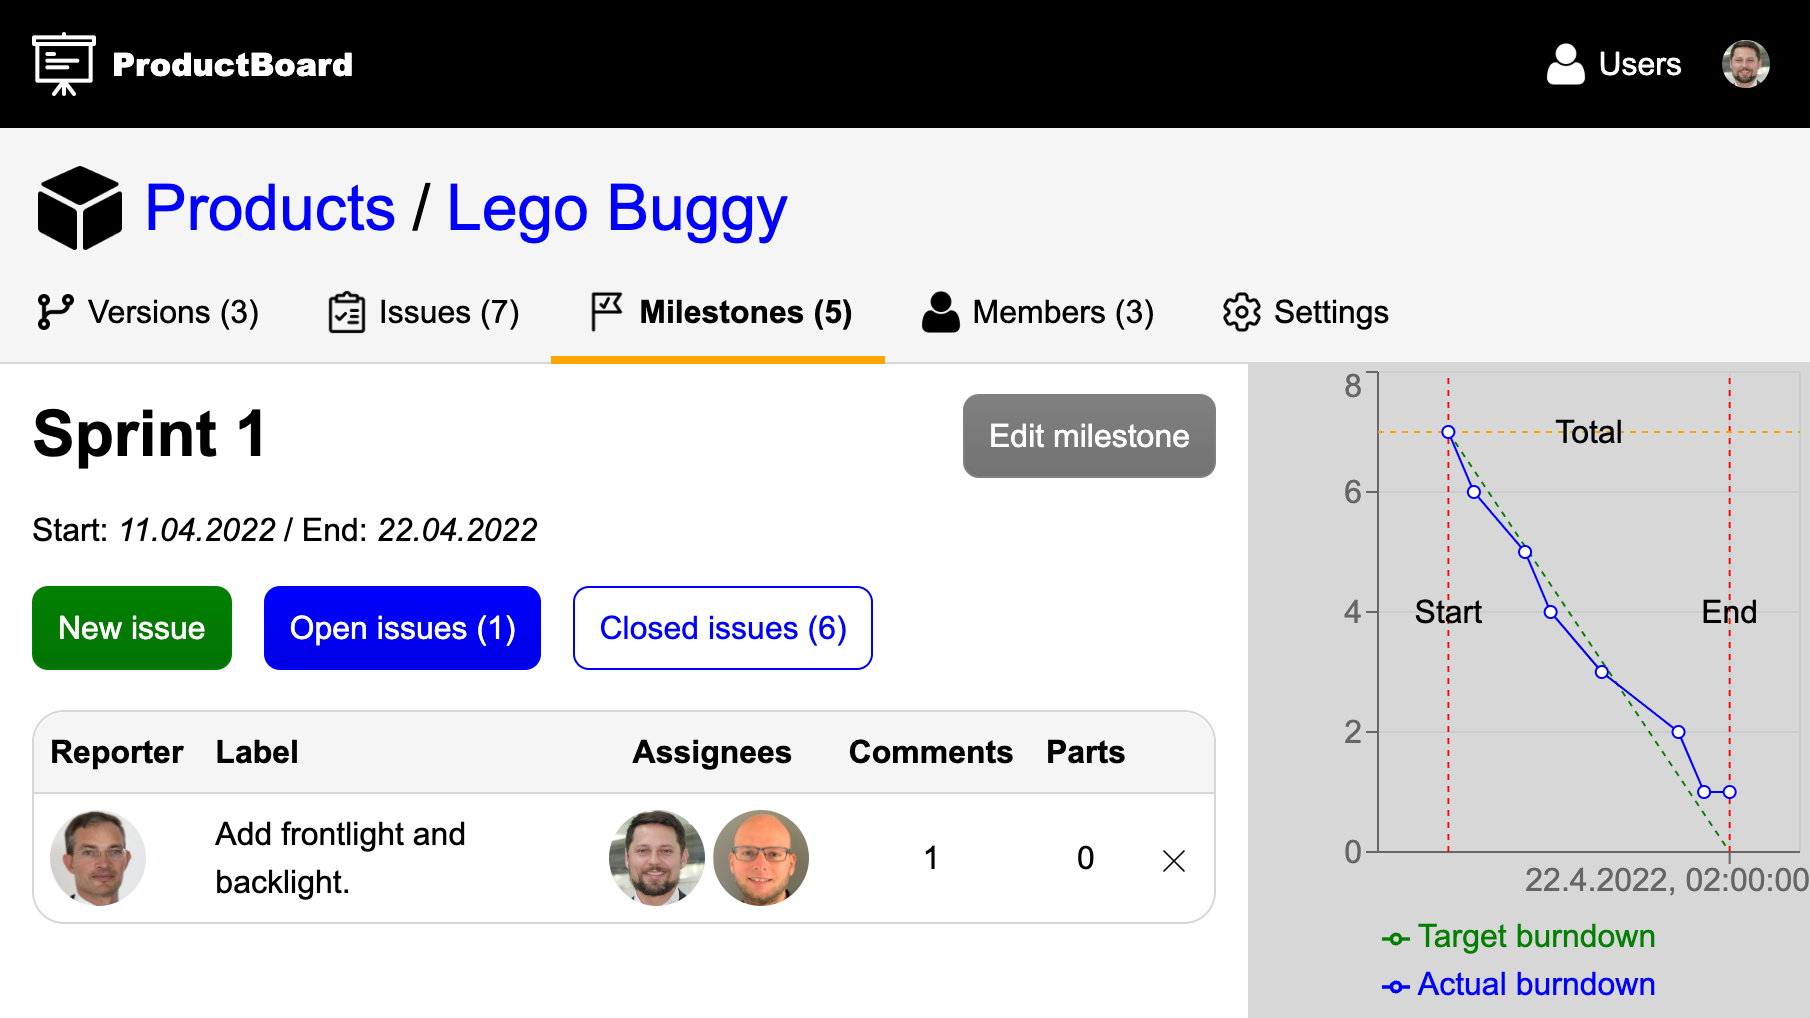 ProductBoard
Users
Products / Lego Buggy
Versions (3)
Issues (7)
Milestones (5)
Members (3)
Settings
Sprint 1
Edit milestone
Start: 11.04.2022 / End: 22.04.2022
New issue
Open issues (1)
Closed issues (6)
Reporter Label Assignees Comments Parts
Add frontlight and
backlight.
1
0
8
Total
6
4
Start
End
2
0
22.4.2022, 02:00:00
Target burndown
Actual burndown